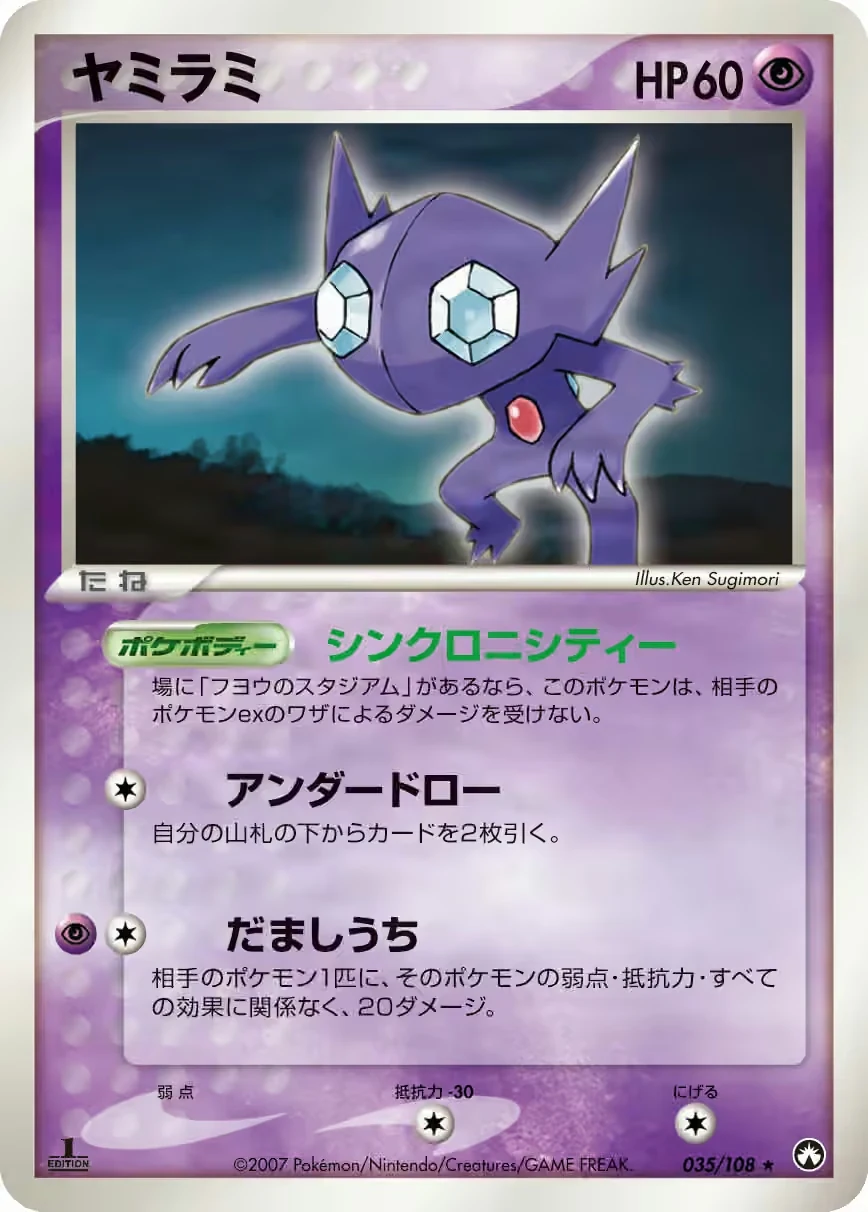 ヤミラミ HP60
たね Illus.Ken Sugimori
ポケボディー シンクロニシティー
場に「フヨウのスタジアム」があるなら、このポケモンは、相手の
ポケモンexのワザによるダメージを受けない。
アンダードロー
自分の山札の下からカードを2枚引く。
だましうち
相手のポケモン1匹に、そのポケモンの弱点・抵抗力・すべて
の効果に関係なく、20ダメージ。
弱点 抵抗力 -30 にげる
1 EDITION ©2007 Pokémon/Nintendo/Creatures/GAME FREAK. 035/108 ★